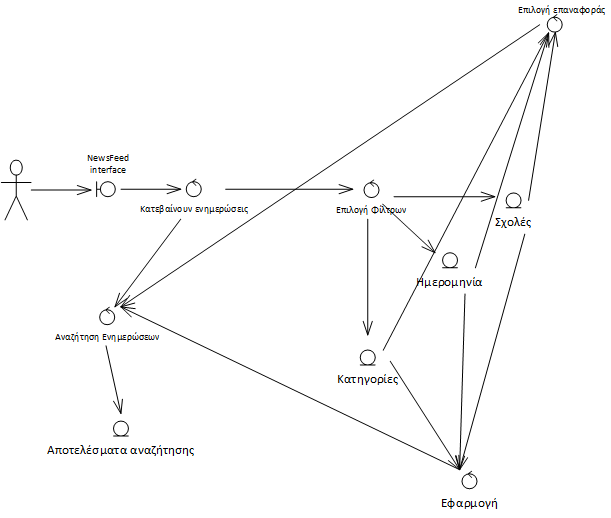 Επιλογή επαναφοράς
NewsFeed
interface
Κατεβαίνουν ενημερώσεις
Επιλογή Φίλτρων
Σχολές
Ημερομηνία
Αναζήτηση Ενημερώσεων
Κατηγορίες
Αποτελέσματα αναζήτησης
Εφαρμογή